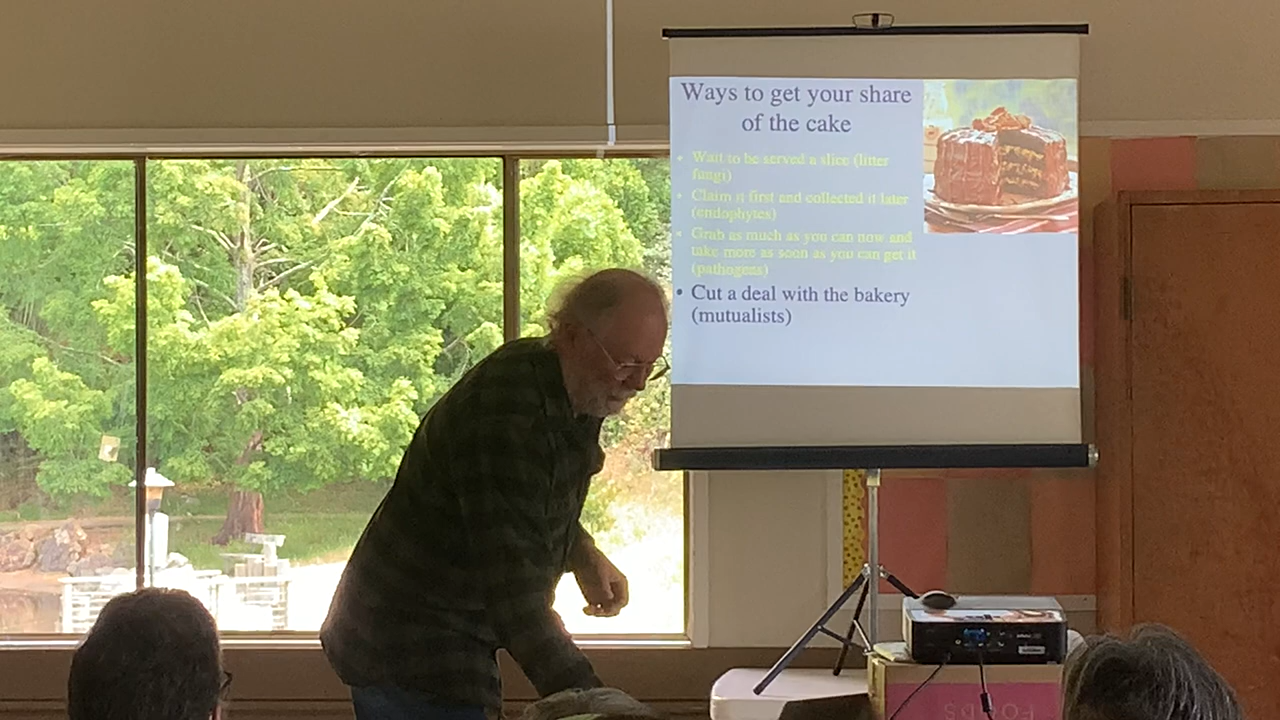 Ways to get your share
of the cake
• Wait to be served a slice (litter
fungi)
• Claim it first and collected it later
(endophytes)
• Grab as much as you can now and
take more as soon as you can get it
(pathogens)
• Cut a deal with the bakery
(mutualists)
FOODS